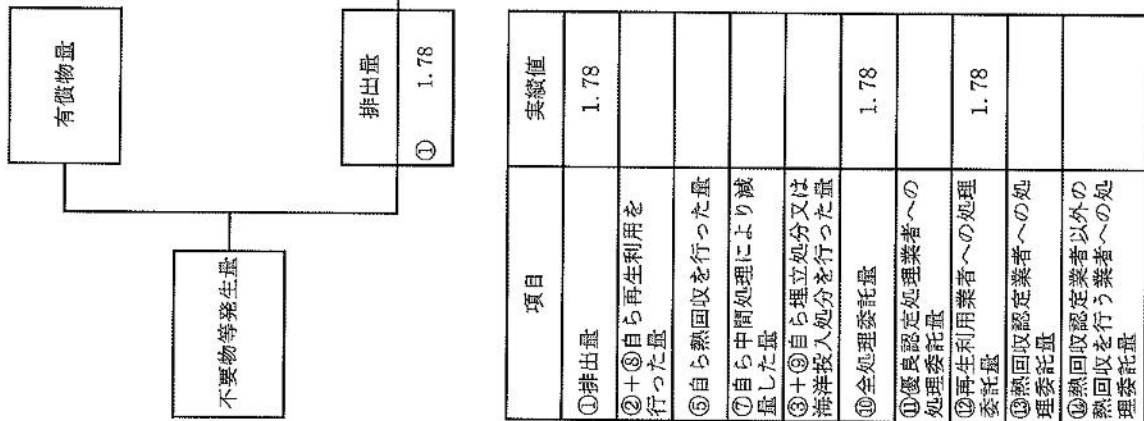 不要物等発生量
有償物量
排出量
① 1.78
項目
実績値
①排出量
1.78
②+⑧自ら再生利用を
行った量
⑤自ら熱回収を行った量
⑦自ら中間処理により減
量した量
③+⑨自ら埋立処分又は
海洋投入処分を行った量
⑩全処理委託量
1.78
⑪優良認定処理業者への
処理委託量
⑫再生利用業者への処理
委託量
1.78
⑬熱回収認定業者への処
理委託量
⑭熱回収認定業者以外の
熱回収を行う業者への処
理委託量